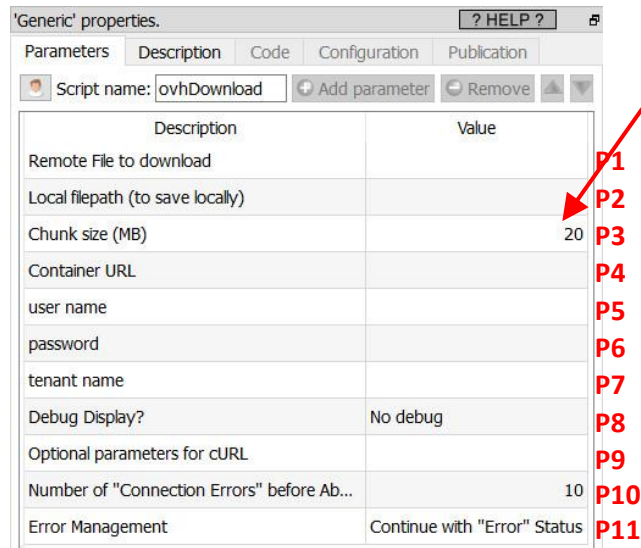 'Generic' properties. ? HELP ?
Parameters Description Code Configuration Publication
Script name: ovhDownload Add parameter Remove
Description Value
Remote File to download P1
Local filepath (to save locally) P2
Chunk size (MB) 20 P3
Container URL P4
user name P5
password P6
tenant name P7
Debug Display? No debug P8
Optional parameters for cURL P9
Number of "Connection Errors" before Ab... 10 P10
Error Management Continue with "Error" Status P11